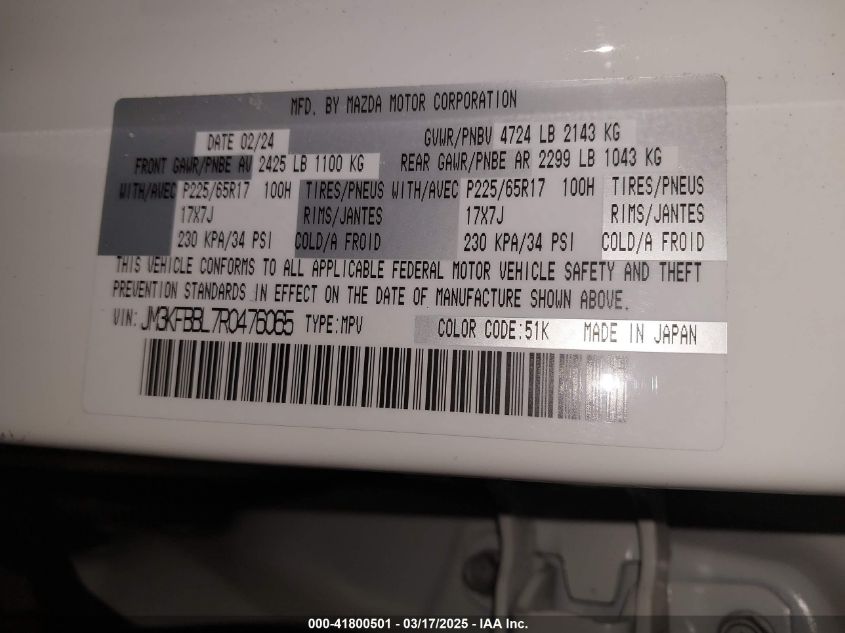 MFD. BY MAZDA MOTOR CORPORATION
DATE 02/24 GVWR/PNBV 4724 LB 2143 KG
FRONT GAWR/PNBE AV 2425 LB 1100 KG REAR GAWR/PNBE AR 2299 LB 1043 KG
WITH/AVEC P225/65R17 100H TIRES/PNEUS WITH/AVEC P225/65R17 100H TIRES/PNEUS
17X7J RIMS/JANTES 17X7J RIMS/JANTES
230 KPA/34 PSI COLD/A FROID 230 KPA/34 PSI COLD/A FROID
THIS VEHICLE CONFORMS TO ALL APPLICABLE FEDERAL MOTOR VEHICLE SAFETY AND THEFT
PREVENTION STANDARDS IN EFFECT ON THE DATE OF MANUFACTURE SHOWN ABOVE.
VIN: JM3KFBBL7R0476065 TYPE:MPV COLOR CODE:51K MADE IN JAPAN
000-41800501 - 03/17/2025 - IAA Inc.